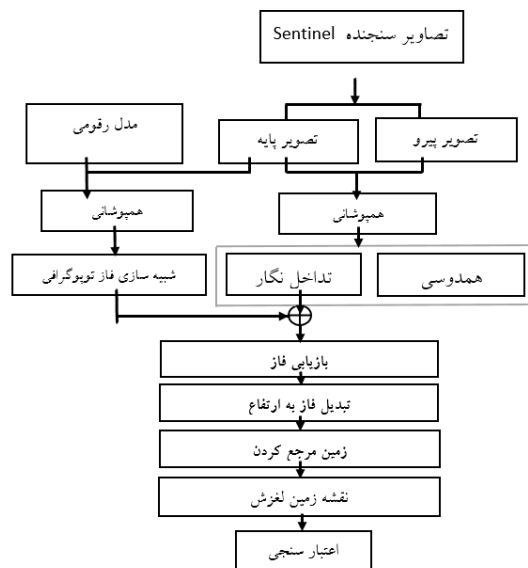 تصاویر سنجنده Sentinel
مدل رقومی
تصویر پایه
تصویر پیرو
همپوشانی
همپوشانی
شبیه سازی فاز توپوگرافی
تداخل نگار
همدوسی
بازیابی فاز
تبدیل فاز به ارتفاع
زمین مرجع کردن
نقشه زمین لغزش
اعتبار سنجی